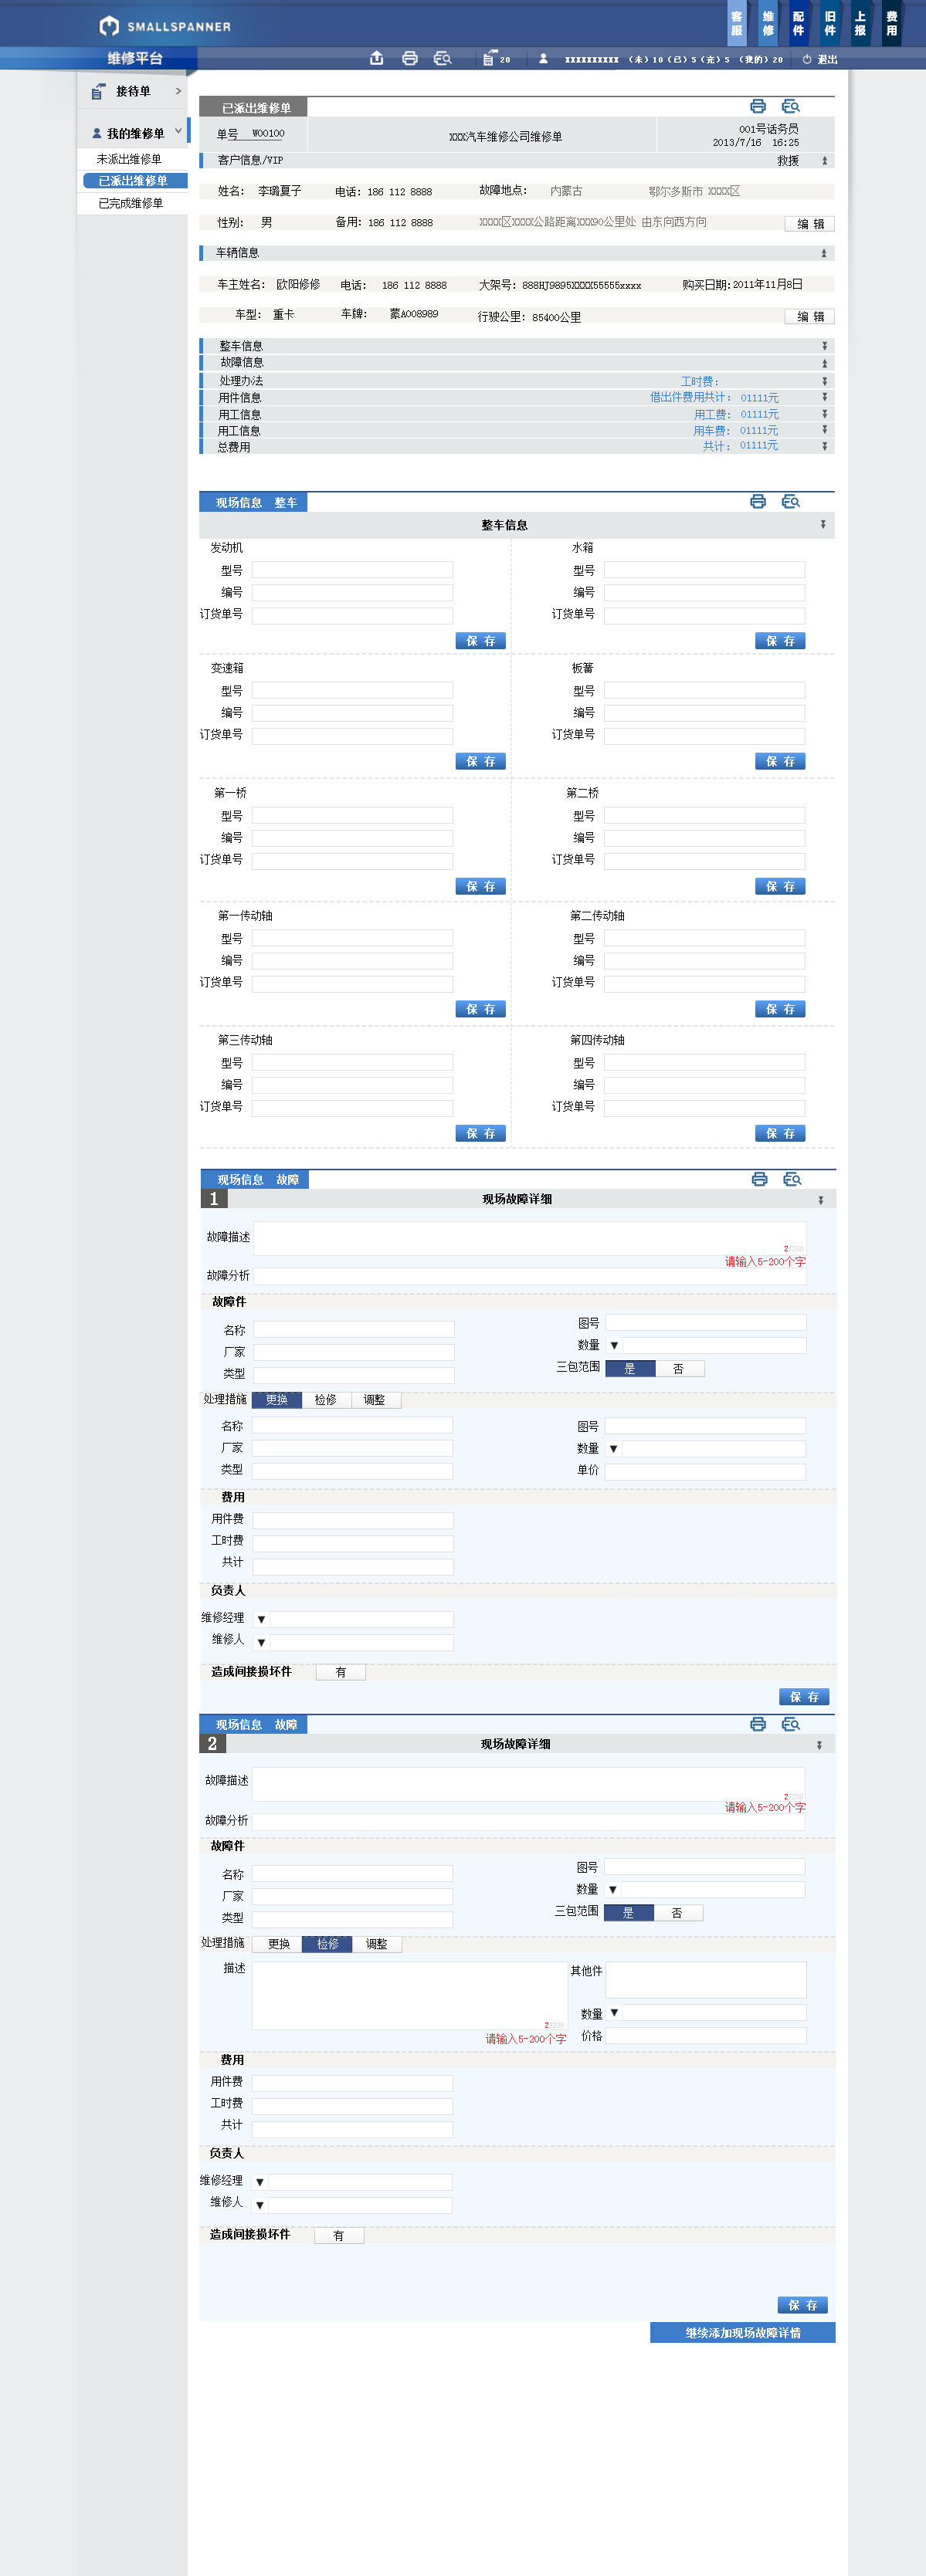 SMALLSPANNER
客服 维修 配件 旧件 上报 费用
维修平台
20 xxxxxxxxxx （未）10（已）5（完）5 （我的）20 退出
接待单
我的维修单
未派出维修单
已派出维修单
已完成维修单
已派出维修单
单号 W00100 XXX汽车维修公司维修单 001号话务员
2013/7/16 16:25
客户信息/VIP 救援
姓名: 李璐夏子 电话: 186 112 8888 故障地点: 内蒙古 鄂尔多斯市 XXXX区
性别: 男 备用: 186 112 8888 XXXX区XXXX公路距离XXX90公里处 由东向西方向 编 辑
车辆信息
车主姓名: 欧阳修修 电话: 186 112 8888 大架号: 888HJ9895XXXX55555xxxx 购买日期:2011年11月8日
车型: 重卡 车牌: 蒙A008989 行驶公里: 85400公里 编 辑
整车信息
故障信息
处理办法 工时费:
用件信息 借出件费用共计: 01111元
用工信息 用工费: 01111元
用工信息 用车费: 01111元
总费用 共计: 01111元
现场信息 整车
整车信息
发动机 水箱
型号 型号
编号 编号
订货单号 订货单号
保 存 保 存
变速箱 板簧
型号 型号
编号 编号
订货单号 订货单号
保 存 保 存
第一桥 第二桥
型号 型号
编号 编号
订货单号 订货单号
保 存 保 存
第一传动轴 第二传动轴
型号 型号
编号 编号
订货单号 订货单号
保 存 保 存
第三传动轴 第四传动轴
型号 型号
编号 编号
订货单号 订货单号
保 存 保 存
现场信息 故障
1 现场故障详细
故障描述
2/200
请输入5-200个字
故障分析
故障件
名称 图号
厂家 数量
类型 三包范围 是 否
处理措施 更换 检修 调整
名称 图号
厂家 数量
类型 单价
费用
用件费
工时费
共计
负责人
维修经理
维修人
造成间接损坏件 有
保 存
现场信息 故障
2 现场故障详细
故障描述
2/200
请输入5-200个字
故障分析
故障件
名称 图号
厂家 数量
类型 三包范围 是 否
处理措施 更换 检修 调整
描述 其他件
2/200 数量
请输入5-200个字 价格
费用
用件费
工时费
共计
负责人
维修经理
维修人
造成间接损坏件 有
保 存
继续添加现场故障详情